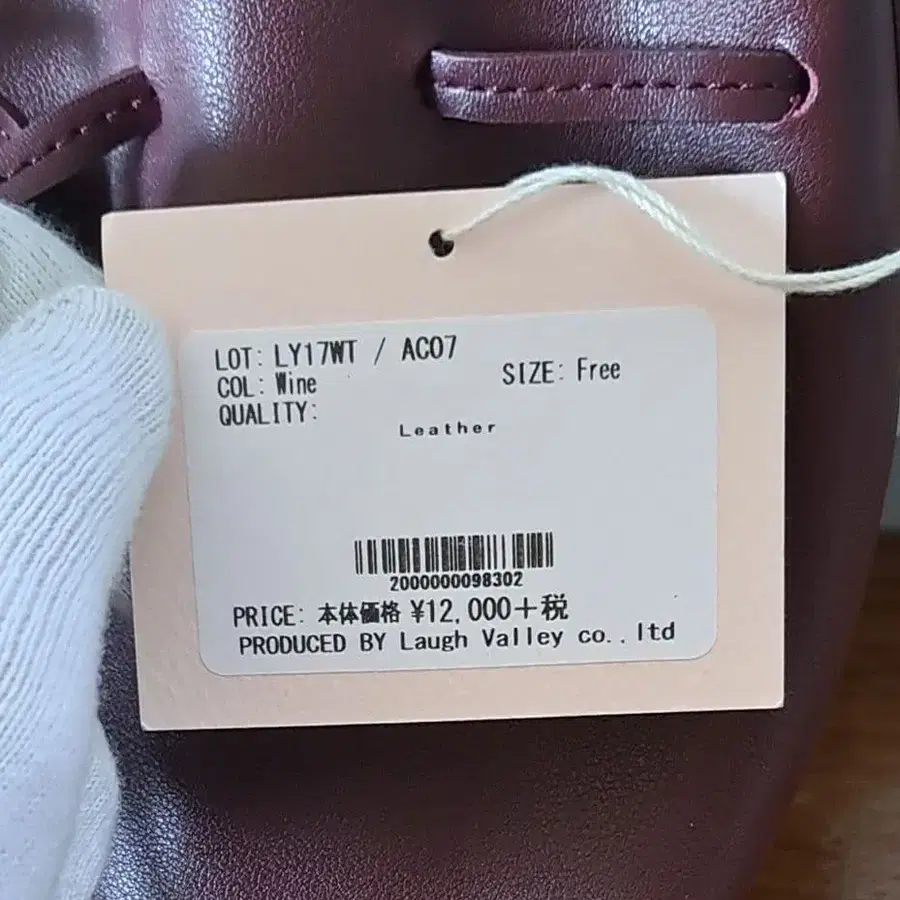 LOT: LY17WT / AC07
COL: Wine SIZE: Free
QUALITY:
Leather
2000000098302
PRICE: 本体価格 ¥12,000+税
PRODUCED BY Laugh Valley co., ltd